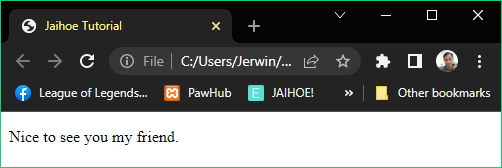 Jaihoe Tutorial
File C:/Users/Jerwin/...
League of Legends... PawHub E JAIHOE! Other bookmarks
Nice to see you my friend.